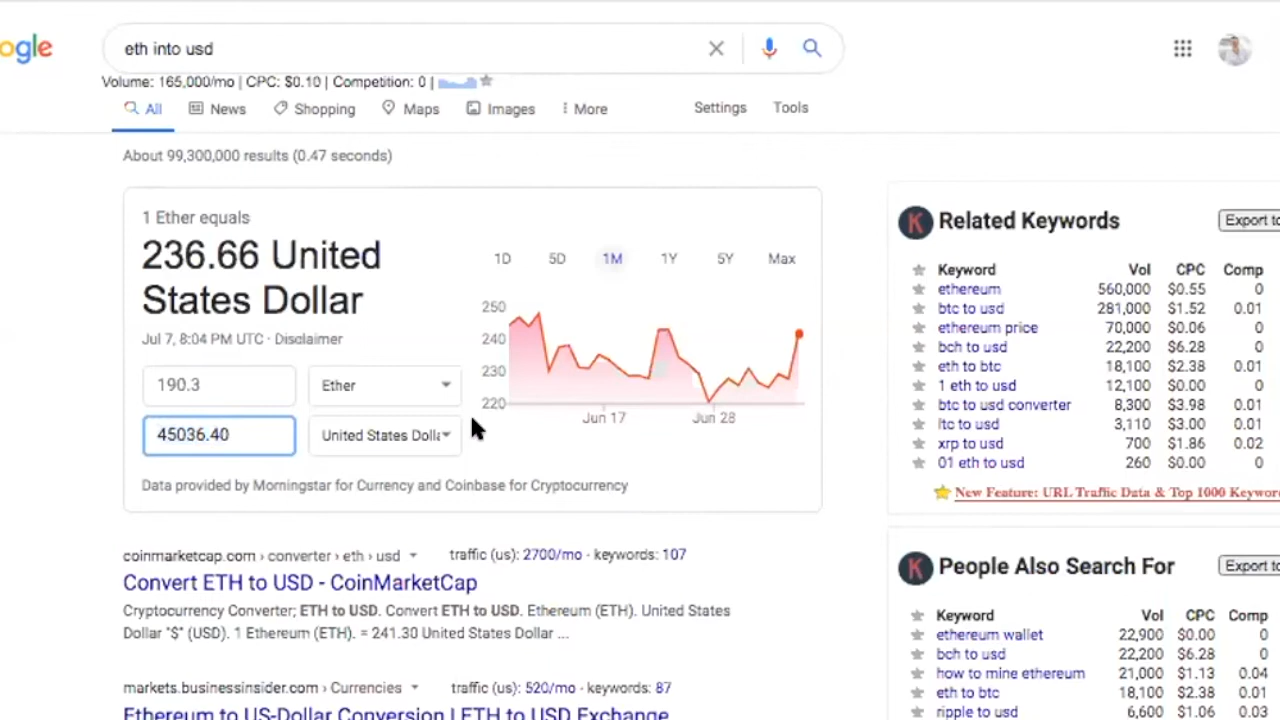 ogle
eth into usd
Volume: 165,000/mo | CPC: $0.10 | Competition: 0 |
All News Shopping Maps Images More Settings Tools
About 99,300,000 results (0.47 seconds)
1 Ether equals
236.66 United
States Dollar
Jul 7, 8:04 PM UTC · Disclaimer
190.3 Ether
45036.40 United States Dolla
1D 5D 1M 1Y 5Y Max
250
240
230
220
Jun 17 Jun 28
Data provided by Morningstar for Currency and Coinbase for Cryptocurrency
coinmarketcap.com › converter › eth › usd traffic (us): 2700/mo · keywords: 107
Convert ETH to USD - CoinMarketCap
Cryptocurrency Converter; ETH to USD. Convert ETH to USD. Ethereum (ETH). United States
Dollar "$" (USD). 1 Ethereum (ETH). = 241.30 United States Dollar ...
markets.businessinsider.com › Currencies traffic (us): 520/mo · keywords: 87
Ethereum to US-Dollar Conversion | ETH to USD Exchange
K Related Keywords Export to
Keyword Vol CPC Comp
ethereum 560,000 $0.55 0
btc to usd 281,000 $1.52 0.01
ethereum price 70,000 $0.06 0
bch to usd 22,200 $6.28 0
eth to btc 18,100 $2.38 0.01
1 eth to usd 12,100 $0.00 0
btc to usd converter 8,300 $3.98 0.01
ltc to usd 3,110 $3.00 0.01
xrp to usd 700 $1.86 0.02
01 eth to usd 260 $0.00 0
New Feature: URL Traffic Data & Top 1000 Keywor
K People Also Search For Export to
Keyword Vol CPC Comp
ethereum wallet 22,900 $0.00 0
bch to usd 22,200 $6.28 0
how to mine ethereum 21,000 $1.13 0.04
eth to btc 18,100 $2.38 0.01
ripple to usd 6,600 $1.06 0.03